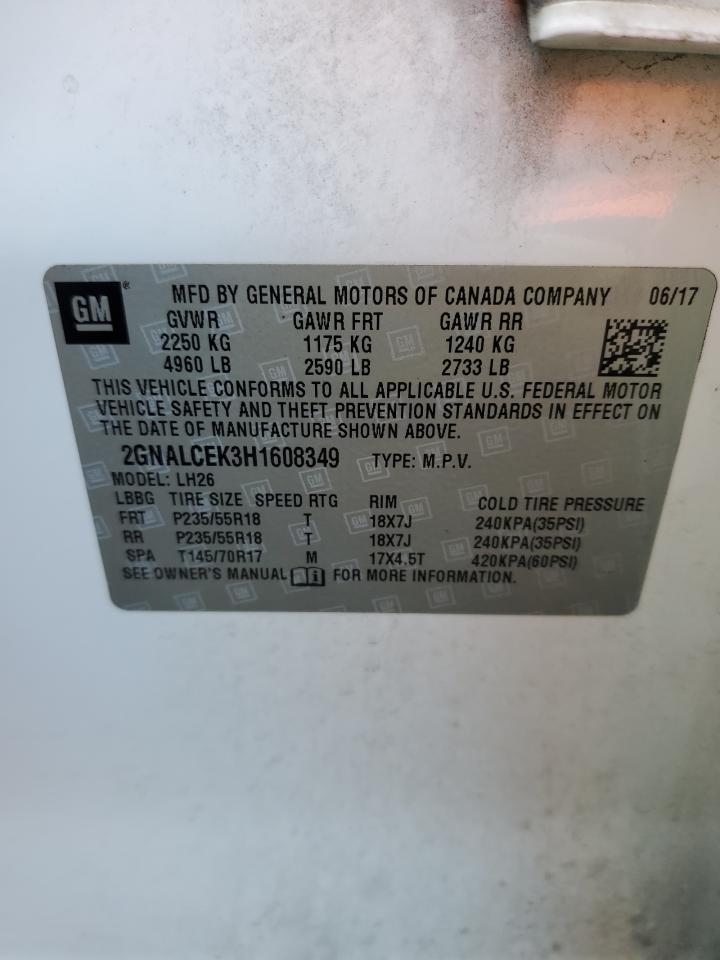 GM ® MFD BY GENERAL MOTORS OF CANADA COMPANY 06/17
GVWR GAWR FRT GAWR RR
2250 KG 1175 KG 1240 KG
4960 LB 2590 LB 2733 LB
THIS VEHICLE CONFORMS TO ALL APPLICABLE U.S. FEDERAL MOTOR
VEHICLE SAFETY AND THEFT PREVENTION STANDARDS IN EFFECT ON
THE DATE OF MANUFACTURE SHOWN ABOVE.
2GNALCEK3H1608349 TYPE: M.P.V.
MODEL: LH26
LBBG TIRE SIZE SPEED RTG RIM COLD TIRE PRESSURE
FRT P235/55R18 T 18X7J 240KPA(35PSI)
RR P235/55R18 T 18X7J 240KPA(35PSI)
SPA T145/70R17 M 17X4.5T 420KPA(60PSI)
SEE OWNER'S MANUAL FOR MORE INFORMATION.